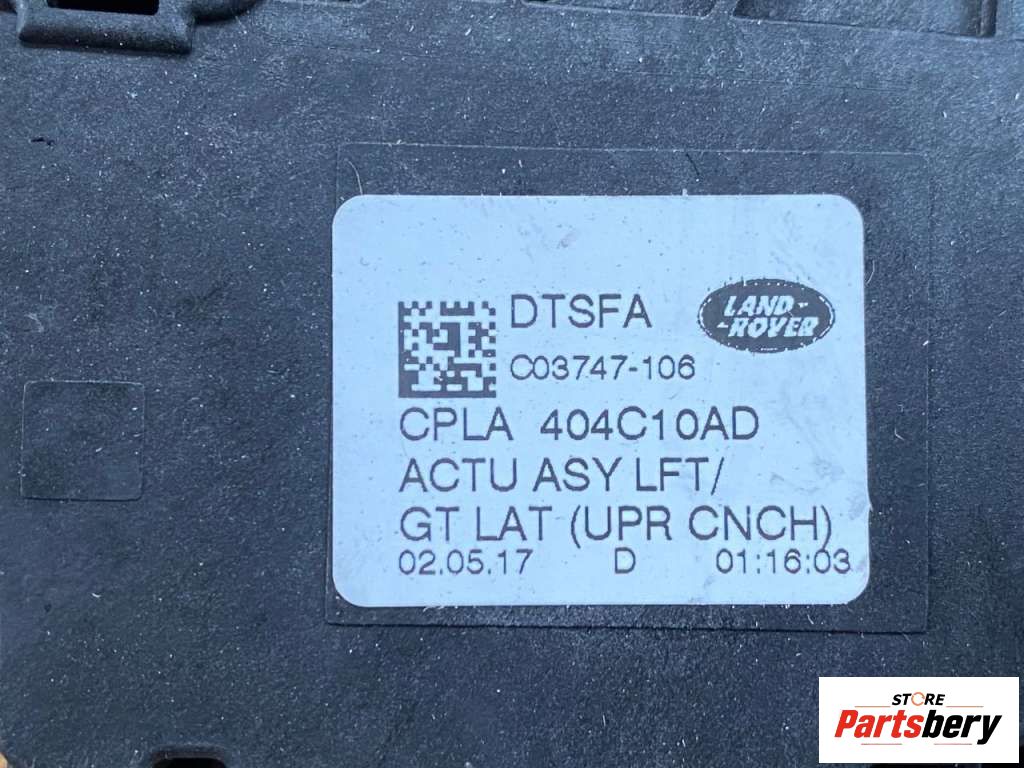 DTSFA
LAND-
-ROVER
C03747-106
CPLA 404C10AD
ACTU ASY LFT/
GT LAT (UPR CNCH)
02.05.17 D 01:16:03
STORE
Partsbery